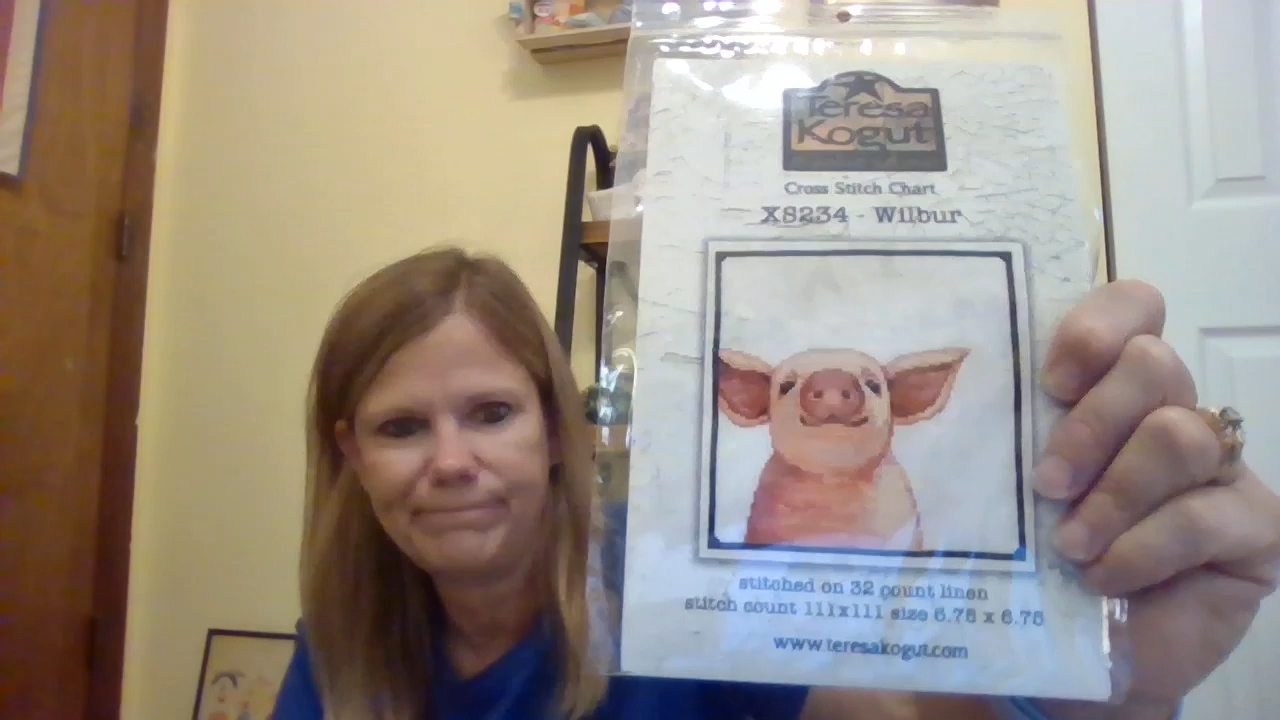 Teresa
Kogut
Cross Stitch Chart
XS234 - Wilbur
stitched on 32 count linen
stitch count 111x111 size 6.75 x 6.75
www.teresakogut.com